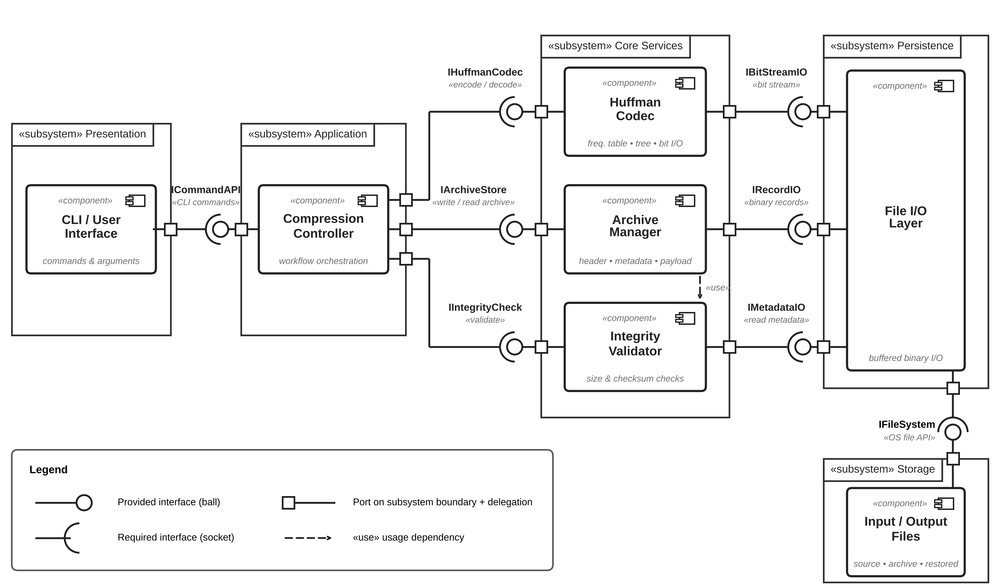 «subsystem» Presentation
«component»
CLI / User
Interface
commands & arguments
ICommandAPI
«CLI commands»
«subsystem» Application
«component»
Compression
Controller
workflow orchestration
IHuffmanCodec
«encode / decode»
IArchiveStore
«write / read archive»
IIntegrityCheck
«validate»
«subsystem» Core Services
«component»
Huffman
Codec
freq. table • tree • bit I/O
«component»
Archive
Manager
header • metadata • payload
«use»
«component»
Integrity
Validator
size & checksum checks
IBitStreamIO
«bit stream»
IRecordIO
«binary records»
IMetadataIO
«read metadata»
«subsystem» Persistence
«component»
File I/O
Layer
buffered binary I/O
IFileSystem
«OS file API»
«subsystem» Storage
«component»
Input / Output
Files
source • archive • restored
Legend
Provided interface (ball)
Port on subsystem boundary + delegation
Required interface (socket)
«use» usage dependency